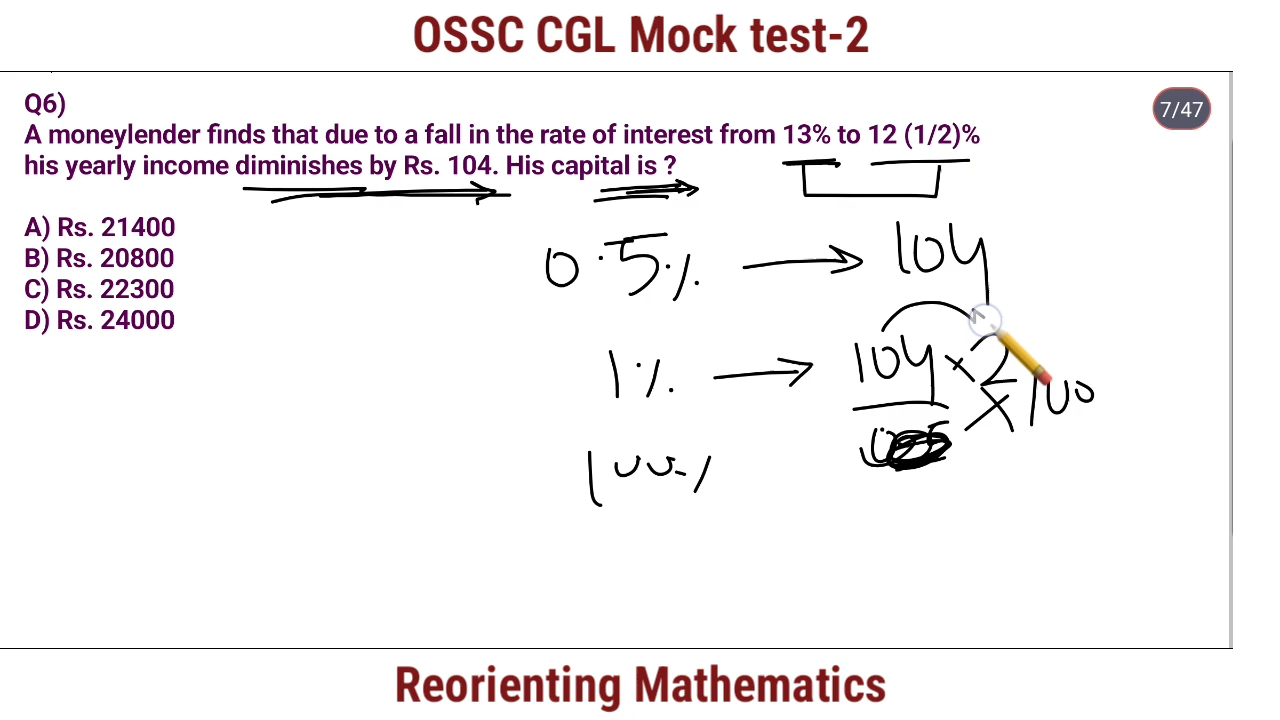 OSSC CGL Mock test-2
Q6)
7/47
A moneylender finds that due to a fall in the rate of interest from 13% to 12 (1/2)%
his yearly income diminishes by Rs. 104. His capital is ?
A) Rs. 21400
B) Rs. 20800
C) Rs. 22300
D) Rs. 24000
0.5% → 104
1% → 104 × 2
× 100
100%
Reorienting Mathematics